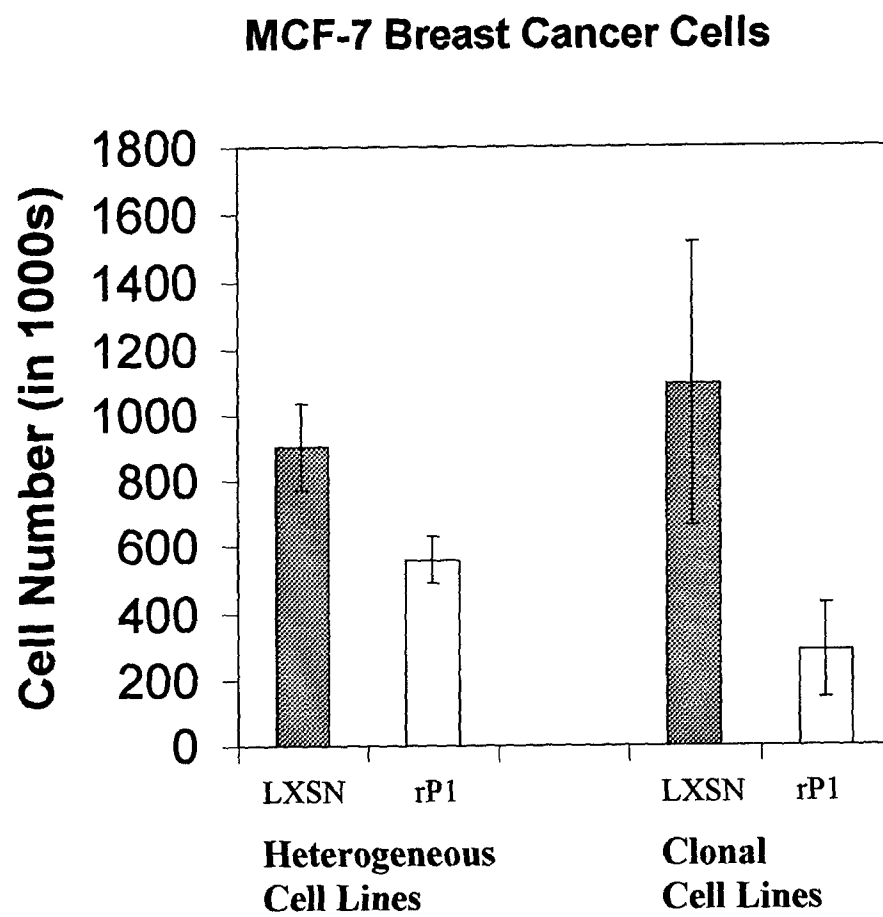 MCF-7 Breast Cancer Cells
Cell Number (in 1000s)
1800
1600
1400
1200
1000
800
600
400
200
0
LXSN rP1 LXSN rP1
Heterogeneous Cell Lines
Clonal Cell Lines